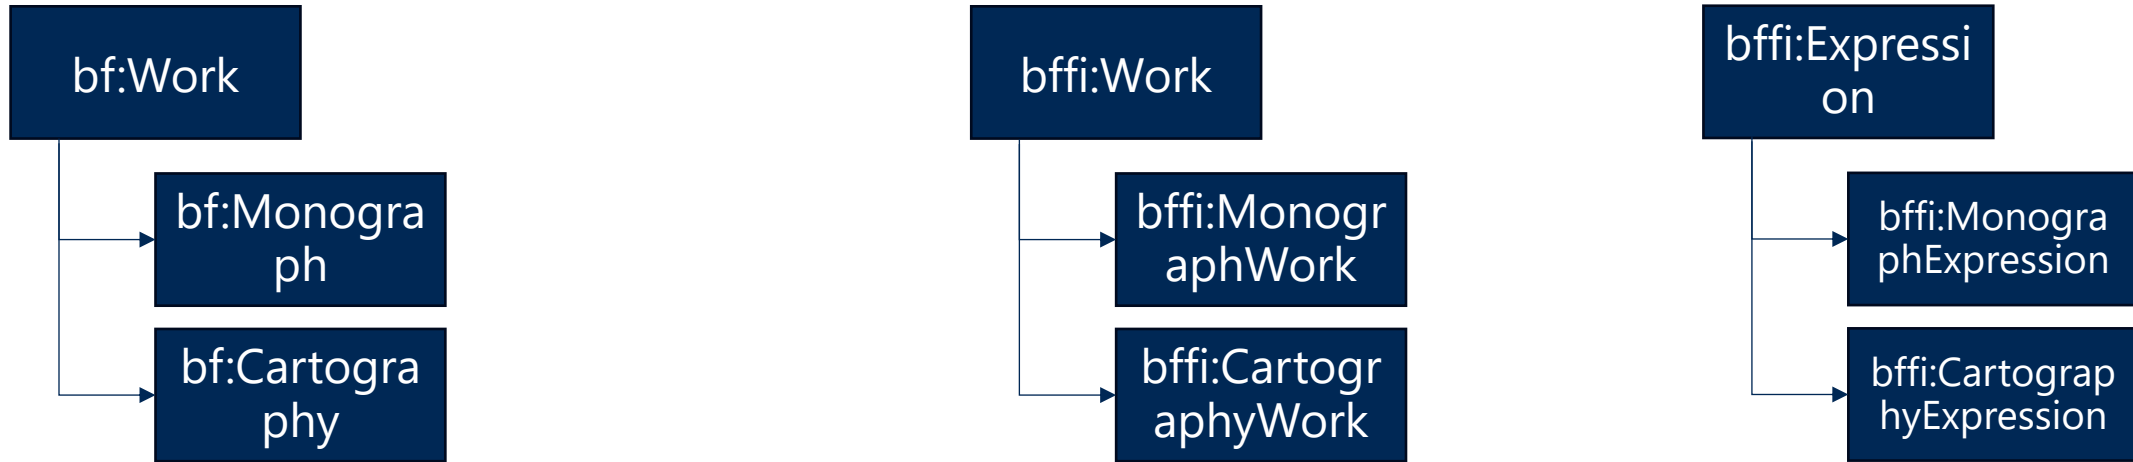 bf:Work
bf:Monogra
ph
bf:Cartogra
phy
bffi:Work
bffi:Monogr
aphWork
bffi:Cartogr
aphyWork
bffi:Expressi
on
bffi:Monogra
phExpression
bffi:Cartograp
hyExpression